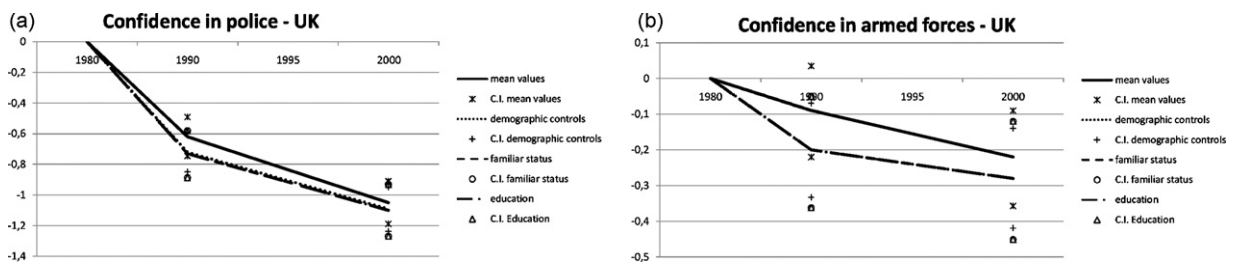 (a)
Confidence in police - UK
0
-0,2
-0,4
-0,6
-0,8
-1
-1,2
-1,4
1980
1990
1995
2000
mean values
C.I. mean values
demographic controls
C.I. demographic controls
familiar status
C.I. familiar status
education
C.I. Education
(b)
Confidence in armed forces - UK
0,1
0
-0,1
-0,2
-0,3
-0,4
-0,5
1980
1990
1995
2000
mean values
C.I. mean values
demographic controls
C.I. demographic controls
familiar status
C.I. familiar status
education
C.I. Education